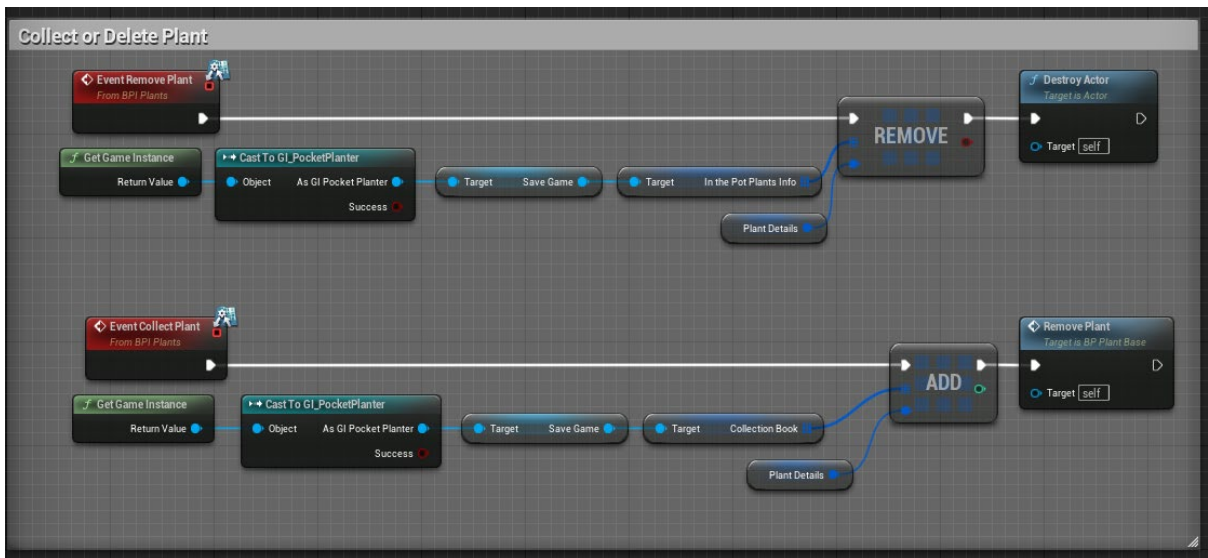 Collect or Delete Plant
Event Remove Plant
From BPI Plants
Get Game Instance
Return Value
Cast To GI_PocketPlanter
Object As GI Pocket Planter
Success
Target Save Game
Target In the Pot Plants Info
Plant Details
REMOVE
f Destroy Actor
Target is Actor
Target self
Event Collect Plant
From BPI Plants
f Get Game Instance
Return Value
Cast To GI_PocketPlanter
Object As GI Pocket Planter
Success
Target Save Game
Target Collection Book
Plant Details
ADD
Remove Plant
Target is BP Plant Base
Target self